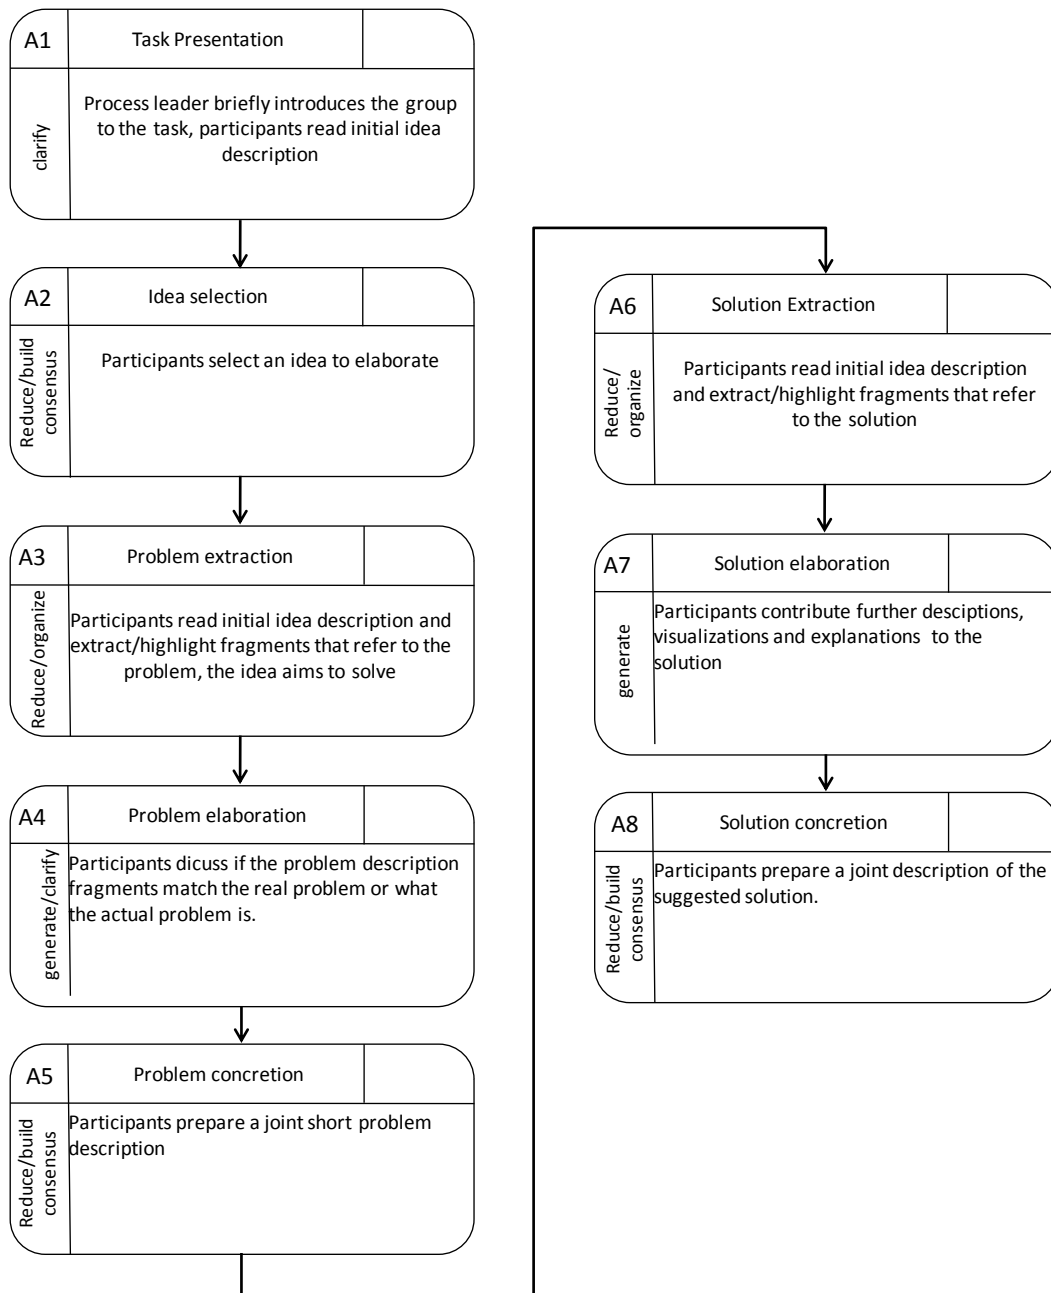 A1
Task Presentation
clarify
Process leader briefly introduces the group
to the task, participants read initial idea
description
A2
Idea selection
Reduce/build
consensus
Participants select an idea to elaborate
A3
Problem extraction
Reduce/organize
Participants read initial idea description and
extract/highlight fragments that refer to the
problem, the idea aims to solve
A4
Problem elaboration
generate/clarify
Participants dicuss if the problem description
fragments match the real problem or what
the actual problem is.
A5
Problem concretion
Reduce/build
consensus
Participants prepare a joint short problem
description
A6
Solution Extraction
Reduce/
organize
Participants read initial idea description
and extract/highlight fragments that refer
to the solution
A7
Solution elaboration
generate
Participants contribute further desciptions,
visualizations and explanations to the
solution
A8
Solution concretion
Reduce/build
consensus
Participants prepare a joint description of the
suggested solution.